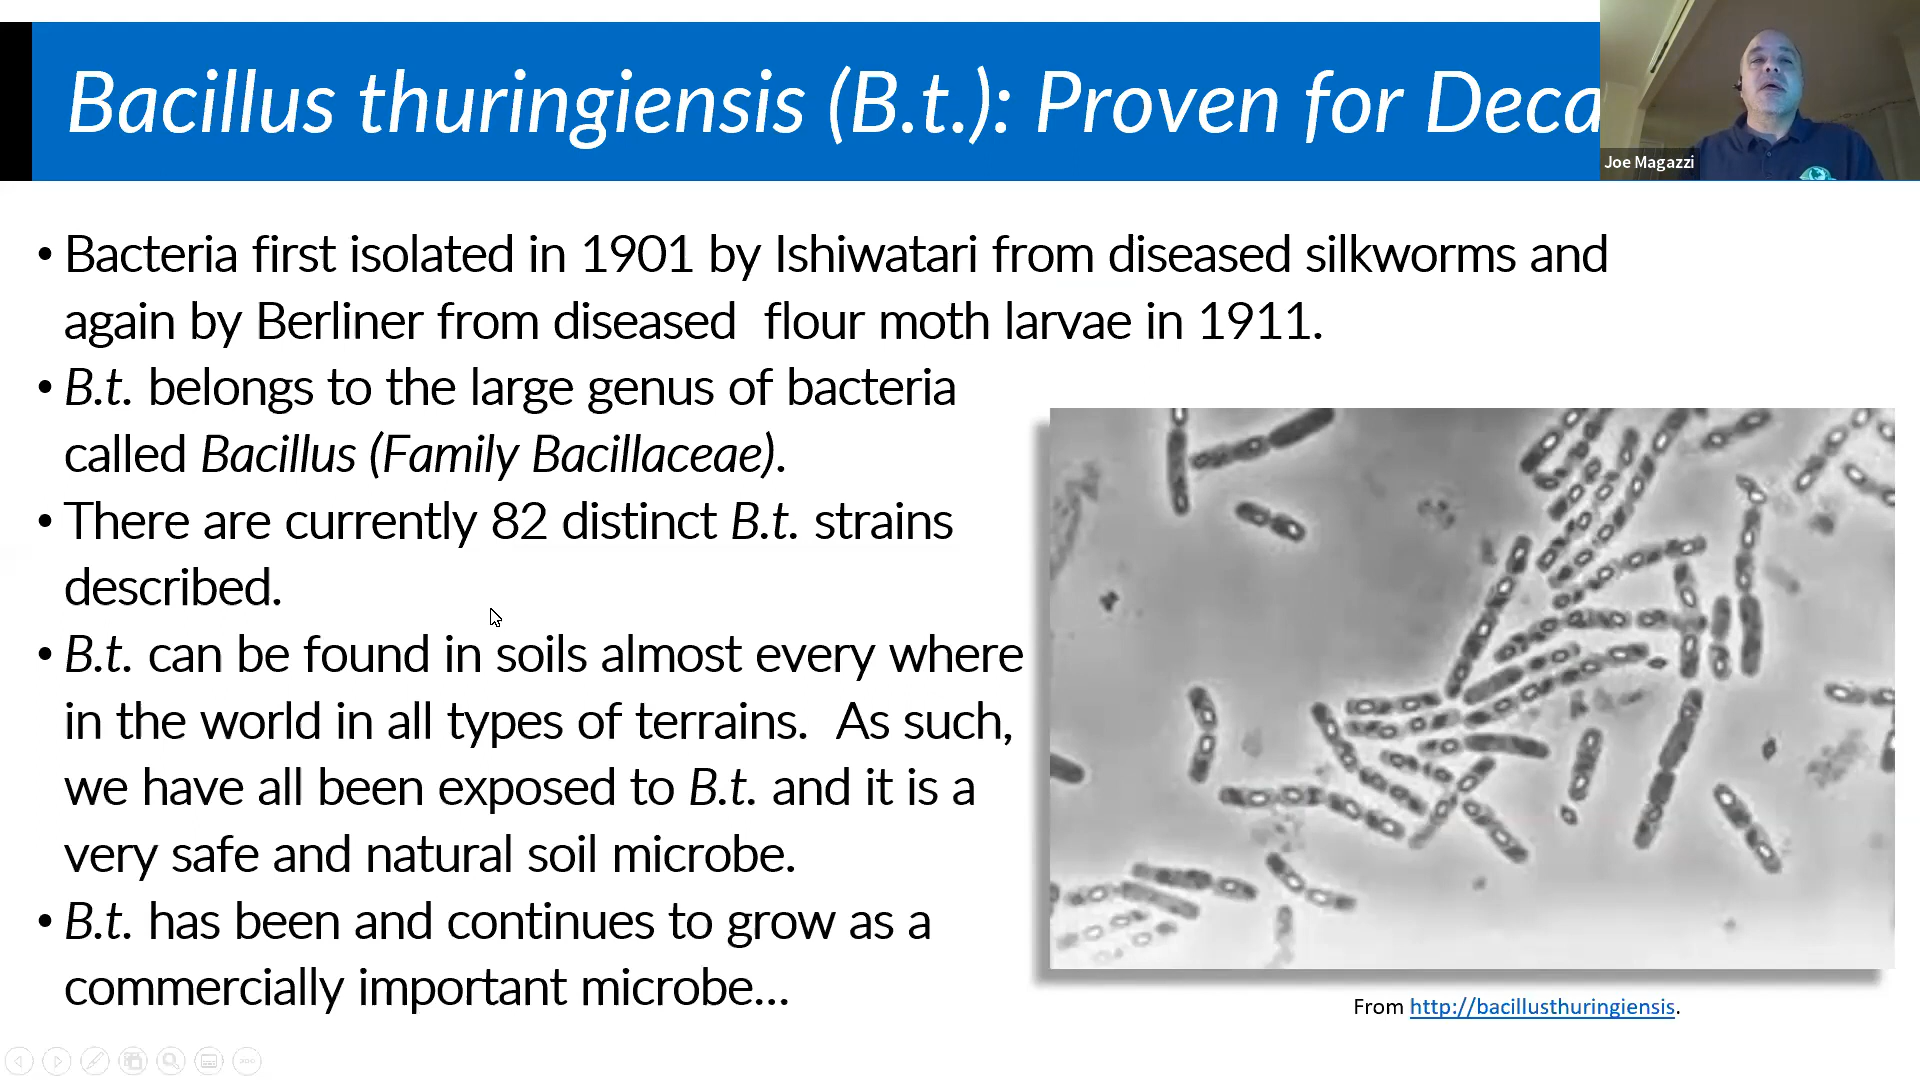 Bacillus thuringiensis (B.t.): Proven for Deca
Joe Magazzi
• Bacteria first isolated in 1901 by Ishiwatari from diseased silkworms and
again by Berliner from diseased  flour moth larvae in 1911.
• B.t. belongs to the large genus of bacteria
called Bacillus (Family Bacillaceae).
• There are currently 82 distinct B.t. strains
described.
• B.t. can be found in soils almost every where
in the world in all types of terrains.  As such,
we have all been exposed to B.t. and it is a
very safe and natural soil microbe.
• B.t. has been and continues to grow as a
commercially important microbe...
From http://bacillusthuringiensis.